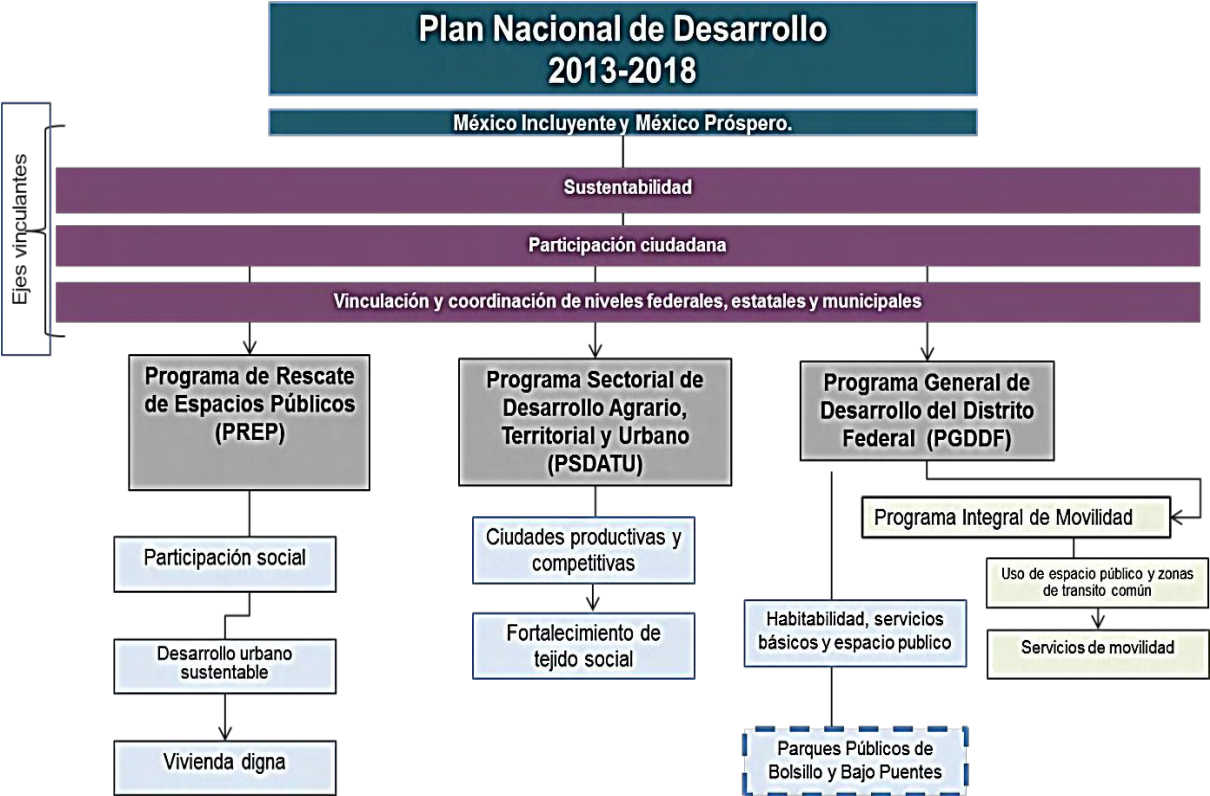 Plan Nacional de Desarrollo
2013-2018
México Incluyente y México Próspero.
Ejes vinculantes
Sustentabilidad
Participación ciudadana
Vinculación y coordinación de niveles federales, estatales y municipales
Programa de Rescate
de Espacios Públicos
(PREP)
Participación social
Desarrollo urbano
sustentable
Vivienda digna
Programa Sectorial de
Desarrollo Agrario,
Territorial y Urbano
(PSDATU)
Ciudades productivas y
competitivas
Fortalecimiento de
tejido social
Programa General de
Desarrollo del Distrito
Federal (PGDDF)
Habitabilidad, servicios
básicos y espacio publico
Parques Públicos de
Bolsillo y Bajo Puentes
Programa Integral de Movilidad
Uso de espacio público y zonas
de transito común
Servicios de movilidad